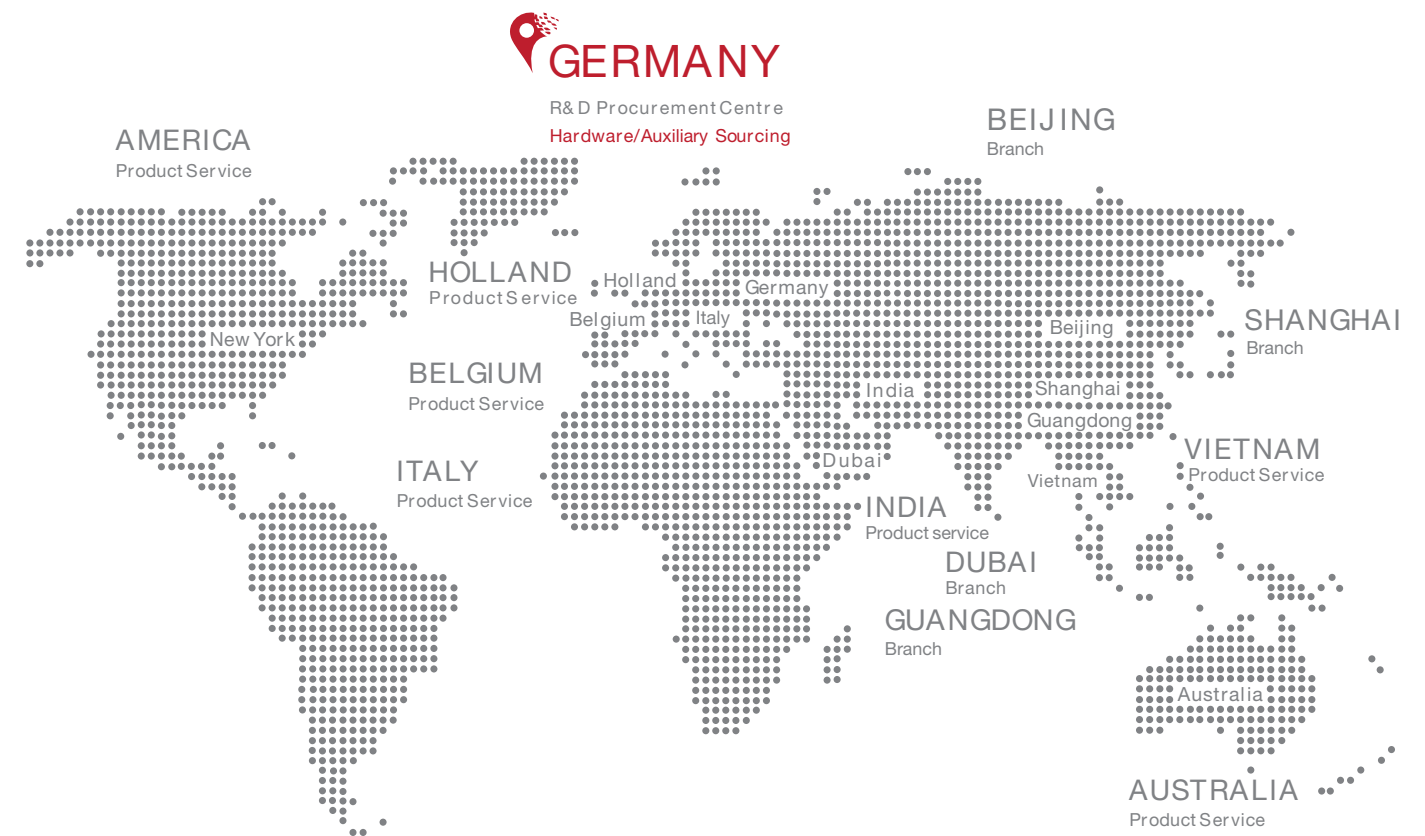 GERMANY
R&D Procurement Centre
Hardware/Auxiliary Sourcing
BEIJING
Branch
AMERICA
Product Service
HOLLAND
Product Service
Holland
Germany
Belgium
Italy
New York
Beijing
SHANGHAI
Branch
BELGIUM
Product Service
India
Shanghai
Guangdong
Dubai
VIETNAM
Product Service
Vietnam
ITALY
Product Service
INDIA
Product service
DUBAI
Branch
GUANGDONG
Branch
Australia
AUSTRALIA
Product Service